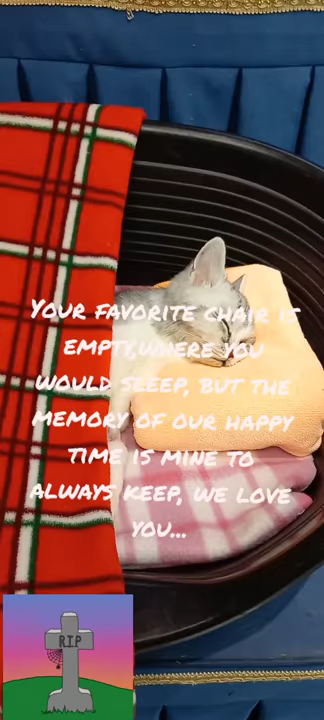 YOUR FAVORITE CHAIR IS
EMPTY,WHERE YOU
WOULD SLEEP, BUT THE
MEMORY OF OUR HAPPY
TIME IS MINE TO
ALWAYS KEEP, WE LOVE
YOU...
RIP